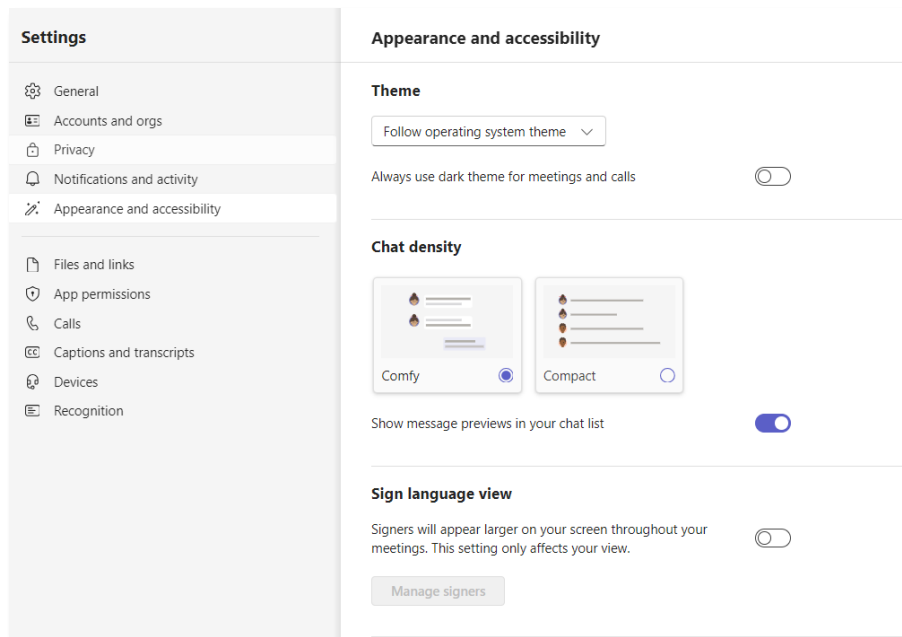 Settings
General
Accounts and orgs
Privacy
Notifications and activity
Appearance and accessibility
Files and links
App permissions
Calls
CC
Captions and transcripts
Devices
Recognition
Appearance and accessibility
Theme
Follow operating system theme
Always use dark theme for meetings and calls
Chat density
Comfy
Compact
Show message previews in your chat list
Sign language view
Signers will appear larger on your screen throughout your
meetings. This setting only affects your view.
Manage signers